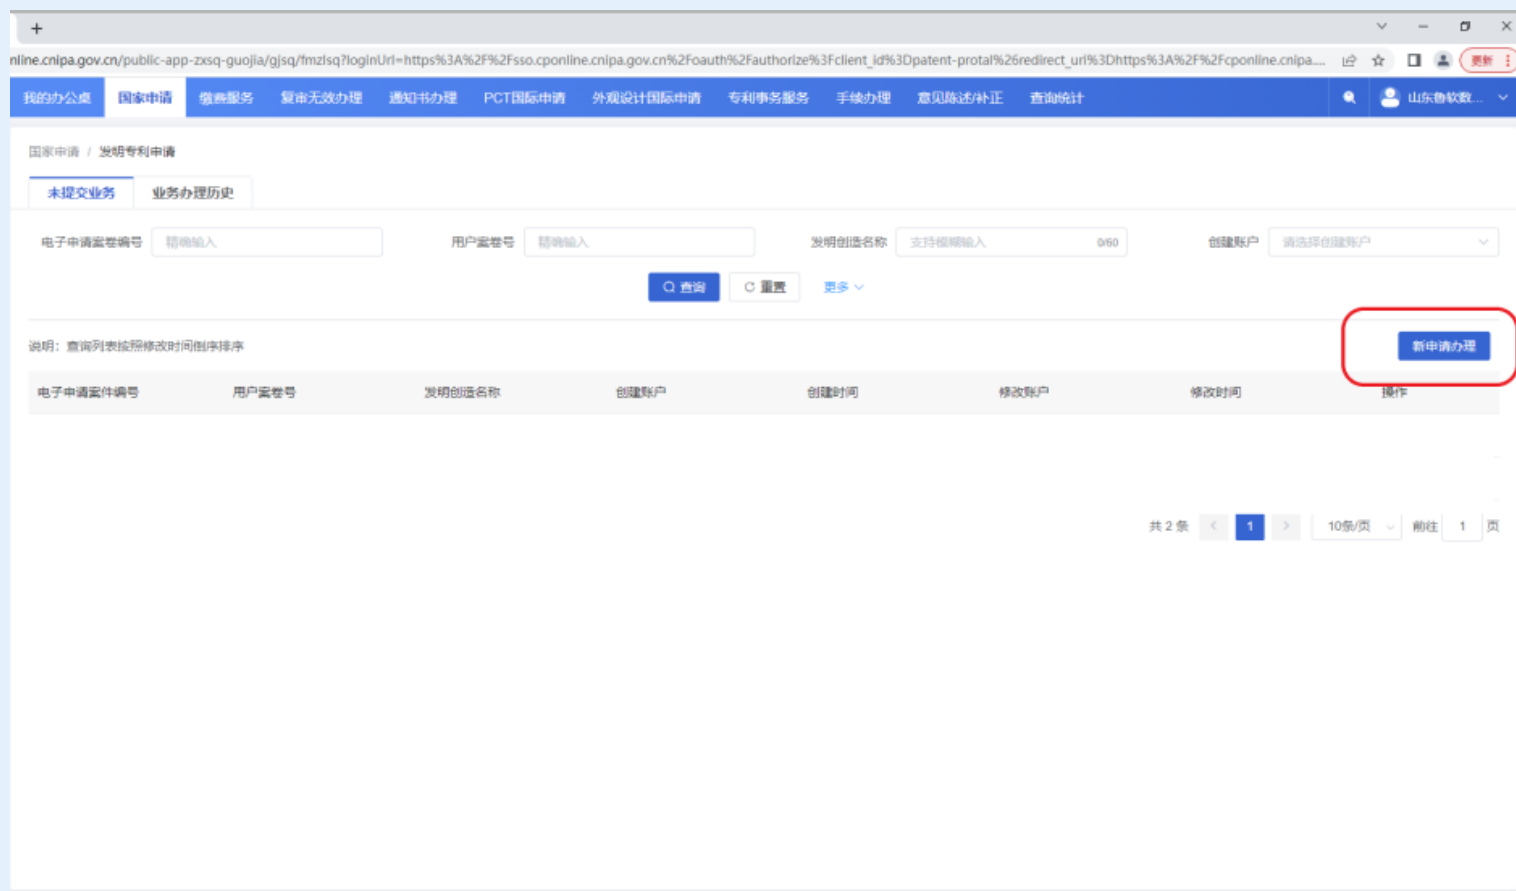 +
nline.cnipa.gov.cn/public-app-zxsq-guojia/gjsq/fmzlsq?loginUrl=https%3A%2F%2Fsso.cponline.cnipa.gov.cn%2Foauth%2Fauthorize%3Fclient_id%3Dpatent-protal%26redirect_uri%3Dhttps%3A%2F%2Fcponline.cnipa.... 更新
我的办公桌 国家申请 缴费服务 复审无效办理 通知书办理 PCT国际申请 外观设计国际申请 专利事务服务 手续办理 意见陈述/补正 查询统计 山东鲁软数...
国家申请 / 发明专利申请
未提交业务 业务办理历史
电子申请案卷编号 精确输入 用户案卷号 精确输入 发明创造名称 支持模糊输入 0/60 创建账户 请选择创建账户
查询 重置 更多
说明：查询列表按照修改时间倒序排序 新申请办理
电子申请案件编号 用户案卷号 发明创造名称 创建账户 创建时间 修改账户 修改时间 操作
共 2 条 < 1 > 10条/页 前往 1 页